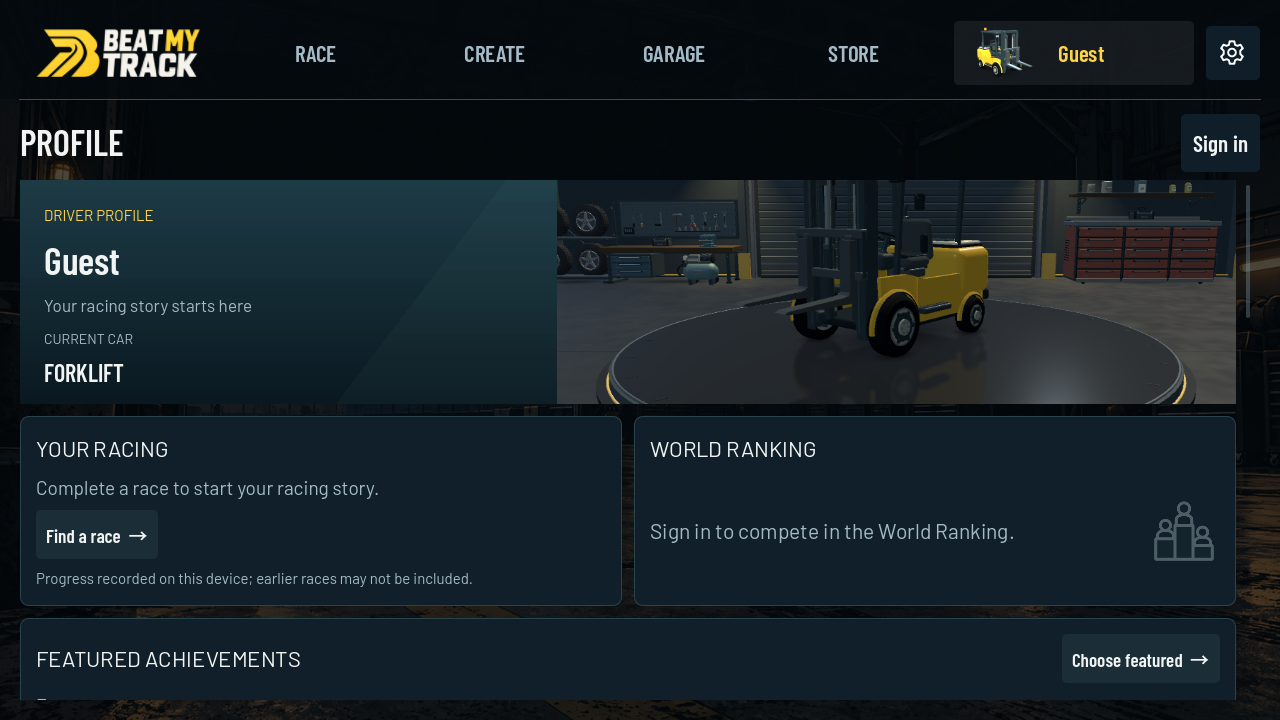 BEATMY
TRACK
RACE
CREATE
GARAGE
STORE
Guest
PROFILE
Sign in
DRIVER PROFILE
Guest
Your racing story starts here
CURRENT CAR
FORKLIFT
YOUR RACING
Complete a race to start your racing story.
Find a race →
Progress recorded on this device; earlier races may not be included.
WORLD RANKING
Sign in to compete in the World Ranking.
FEATURED ACHIEVEMENTS
Choose featured →